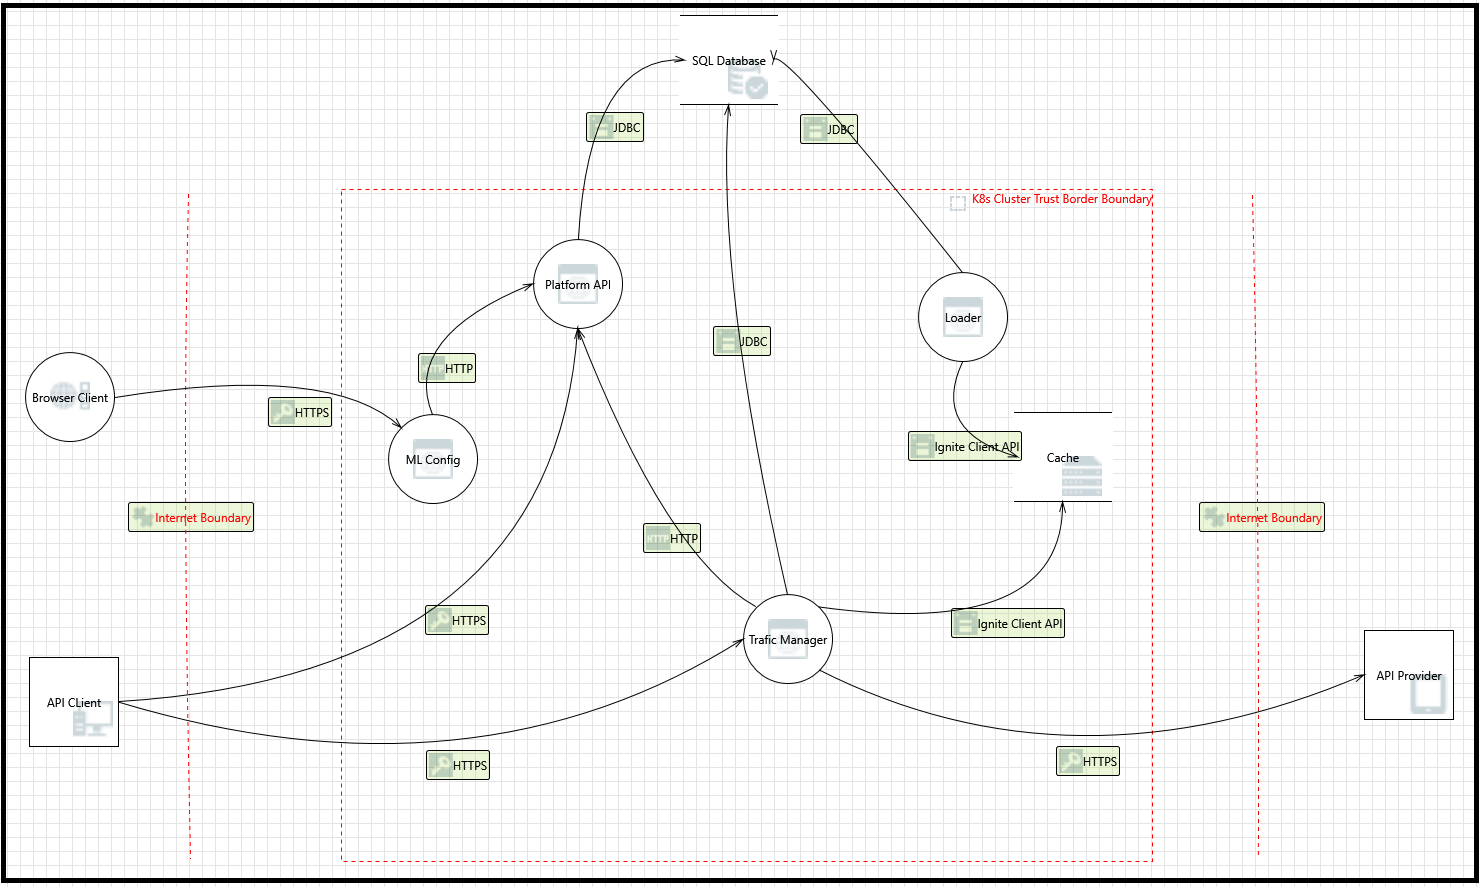 SQL Database
JDBC
JDBC
K8s Cluster Trust Border Boundary
Platform API
Loader
JDBC
HTTP
Browser Client
HTTPS
Ignite Client API
Cache
ML Config
Internet Boundary
Internet Boundary
HTTP
HTTP
HTTPS
Ignite Client API
Trafic Manager
API CLient
API Provider
HTTPS
HTTPS